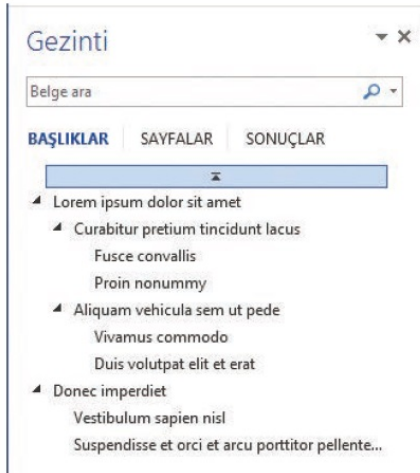 Gezinti
Belge ara
BAŞLIKLAR SAYFALAR SONUÇLAR
Lorem ipsum dolor sit amet
Curabitur pretium tincidunt lacus
Fusce convallis
Proin nonummy
Aliquam vehicula sem ut pede
Vivamus commodo
Duis volutpat elit et erat
Donec imperdiet
Vestibulum sapien nisl
Suspendisse et orci et arcu porttitor pellente...